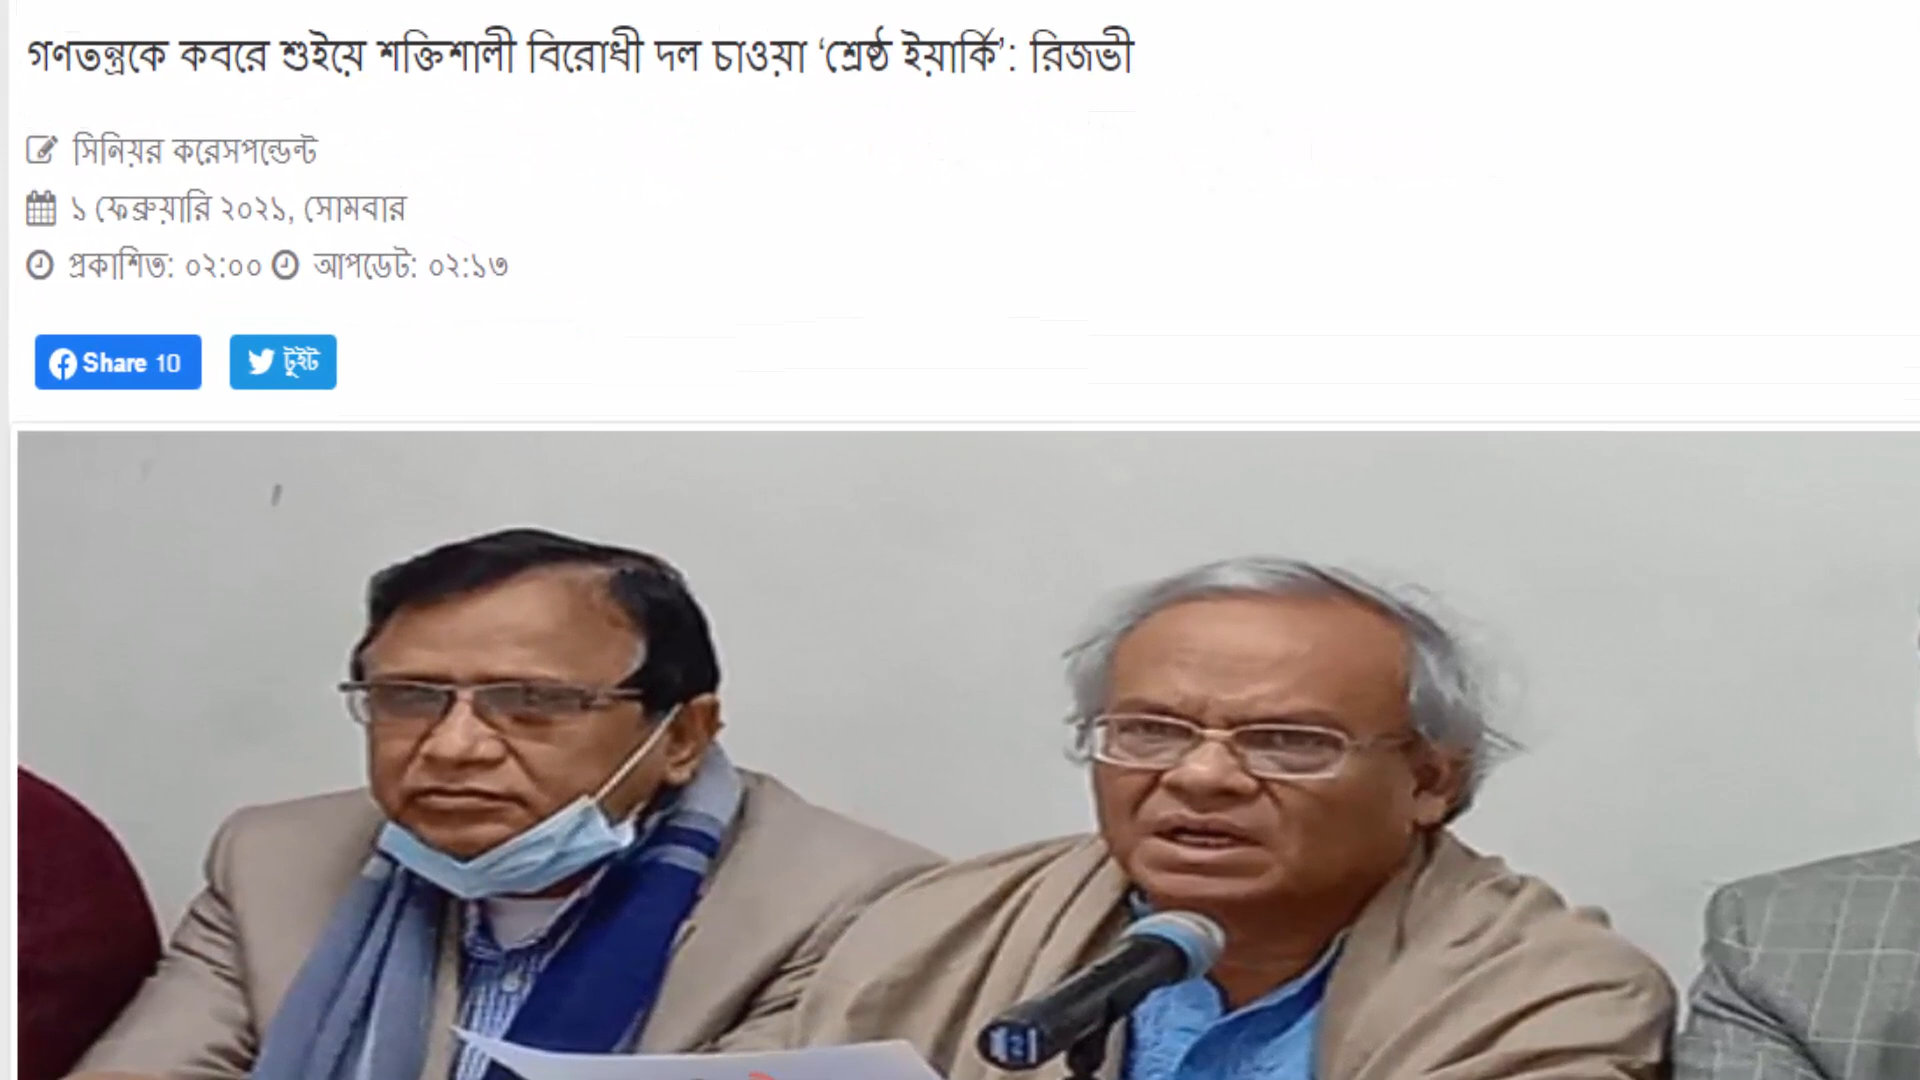 গণতন্ত্রকে কবরে শুইয়ে শক্তিশালী বিরোধী দল চাওয়া ‘শ্রেষ্ঠ ইয়ার্কি’: রিজভী
সিনিয়র করেসপন্ডেন্ট
১ ফেব্রুয়ারি ২০২১, সোমবার
প্রকাশিত: ০২:০০ আপডেট: ০২:১৩
Share 10 টুইট